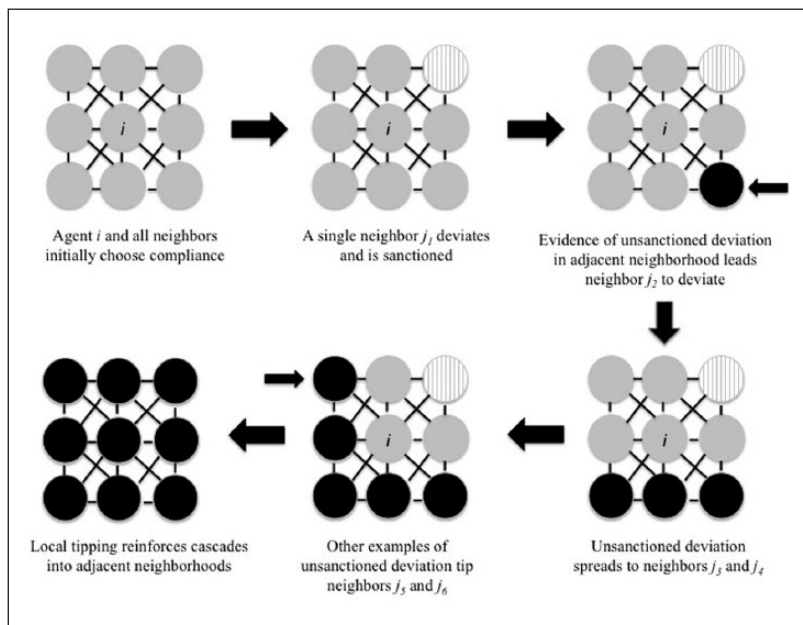 i
i
i
Agent i and all neighbors
initially choose compliance
A single neighbor j1 deviates
and is sanctioned
Evidence of unsanctioned deviation
in adjacent neighborhood leads
neighbor j2 to deviate
i
i
Local tipping reinforces cascades
into adjacent neighborhoods
Other examples of
unsanctioned deviation tip
neighbors j5 and j6
Unsanctioned deviation
spreads to neighbors j3 and j4